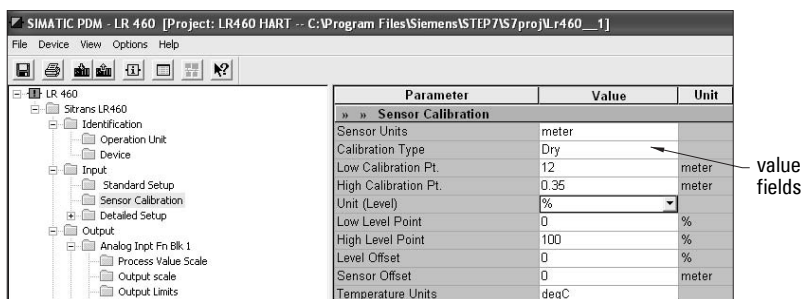 SIMATIC PDM - LR 460 [Project: LR460 HART -- C:\Program Files\Siemens\STEP7\S7proj\Lr460__1]
File Device View Options Help
LR 460
Sitrans LR460
Identification
Operation Unit
Device
Input
Standard Setup
Sensor Calibration
Detailed Setup
Output
Analog Inpt Fn Blk 1
Process Value Scale
Output scale
Output Limits
Parameter Value Unit
» » Sensor Calibration
Sensor Units meter
Calibration Type Dry
Low Calibration Pt. 12 meter
High Calibration Pt. 0.35 meter
Unit (Level) %
Low Level Point 0 %
High Level Point 100 %
Level Offset 0 %
Sensor Offset 0 meter
Temperature Units degC
value
fields